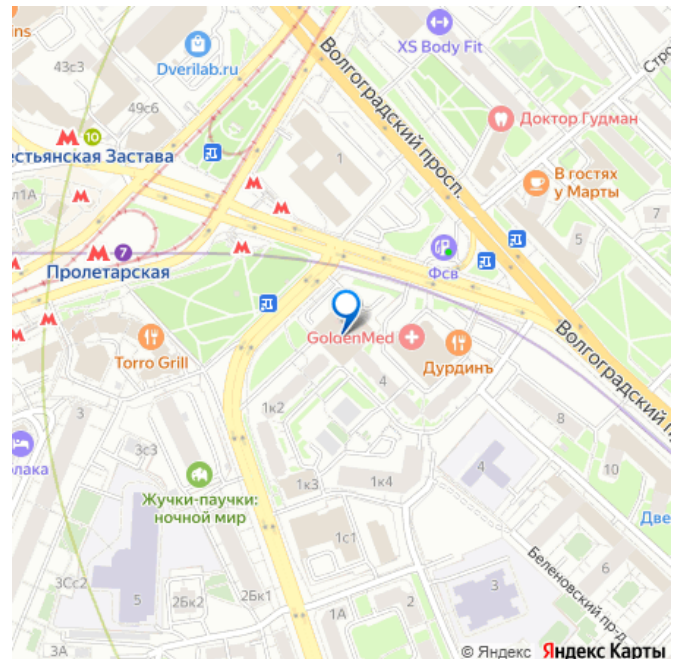 ins
43с3
Dverilab.ru
XS Body Fit
Волгоградский просп.
Стро
49с6
Доктор Гудман
10
естьянская Застава
1
В гостях
у Марты
л1А
7
7
5
Пролетарская
Фсв
GoldenMed
Torro Grill
Дурдинъ
4
Волгоградский п
1к2
3
8
3с3
лака
4
10
1к3
1к4
Жучки-паучки:
ночной мир
1с1
Две
Беленовский пр-д
3Сс2
5
2Бк2
2Бк1
3
6
1А
2
3А
© Яндекс Яндекс Карты